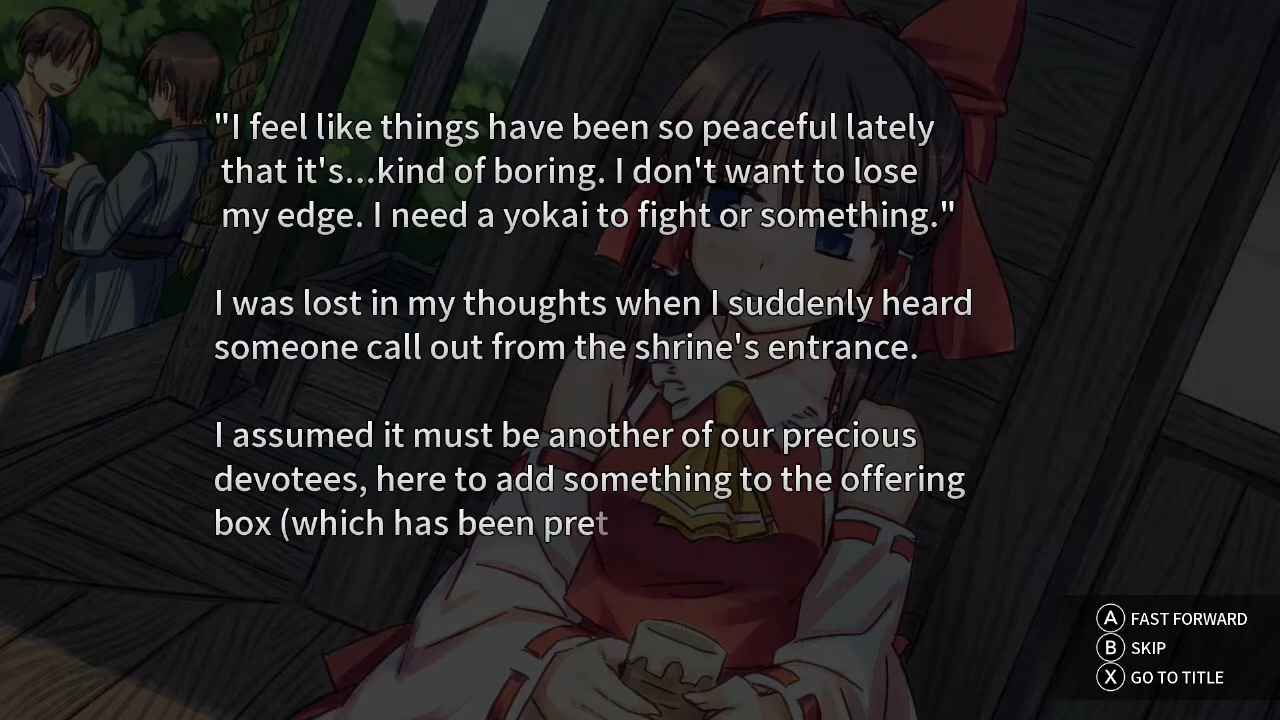 "I feel like things have been so peaceful lately
that it's...kind of boring. I don't want to lose
my edge. I need a yokai to fight or something."
I was lost in my thoughts when I suddenly heard
someone call out from the shrine's entrance.
I assumed it must be another of our precious
devotees, here to add something to the offering
box (which has been pret
A FAST FORWARD
B SKIP
X GO TO TITLE